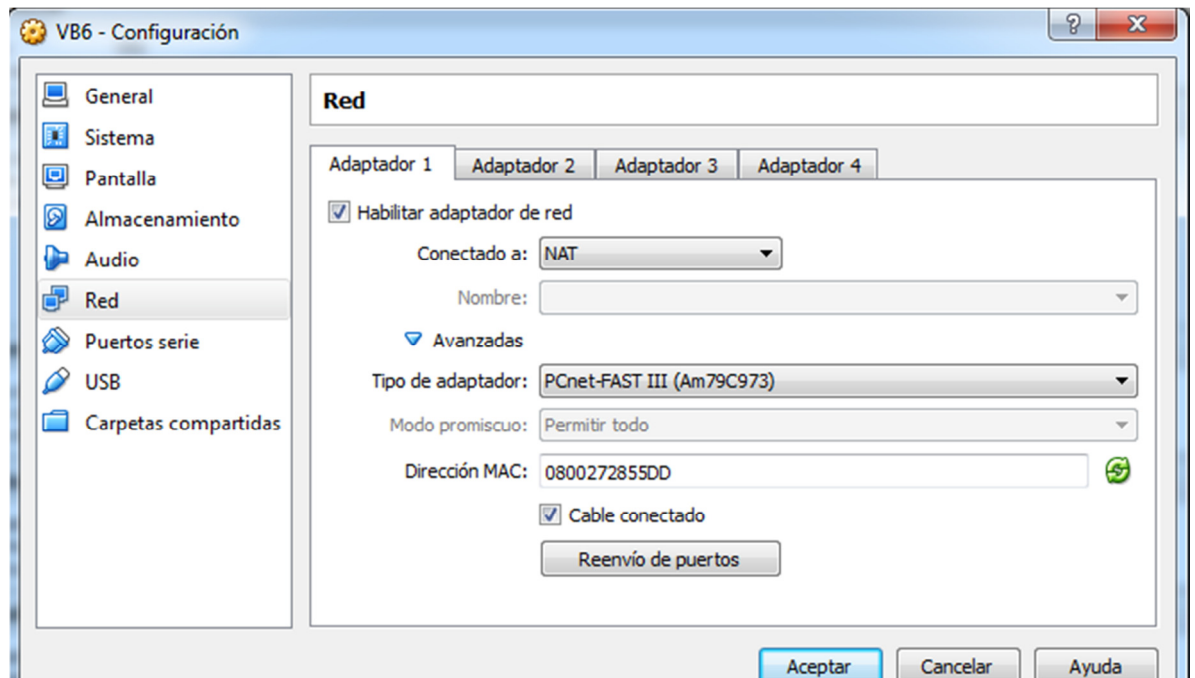 VB6 - Configuración
General
Sistema
Pantalla
Almacenamiento
Audio
Red
Puertos serie
USB
Carpetas compartidas
Red
Adaptador 1 Adaptador 2 Adaptador 3 Adaptador 4
Habilitar adaptador de red
Conectado a: NAT
Nombre:
Avanzadas
Tipo de adaptador: PCnet-FAST III (Am79C973)
Modo promiscuo: Permitir todo
Dirección MAC: 0800272855DD
Cable conectado
Reenvío de puertos
Aceptar Cancelar Ayuda